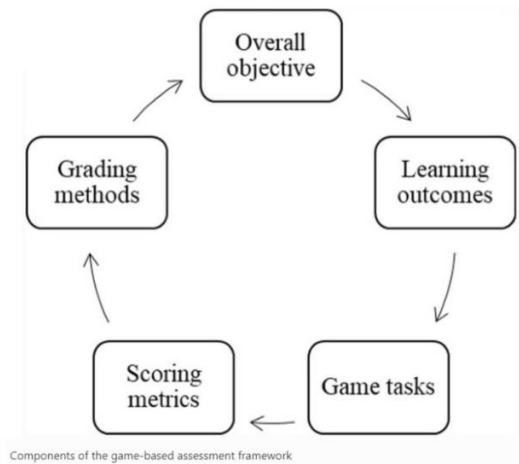 Overall
objective
Learning
outcomes
Game tasks
Scoring
metrics
Grading
methods
Components of the game-based assessment framework